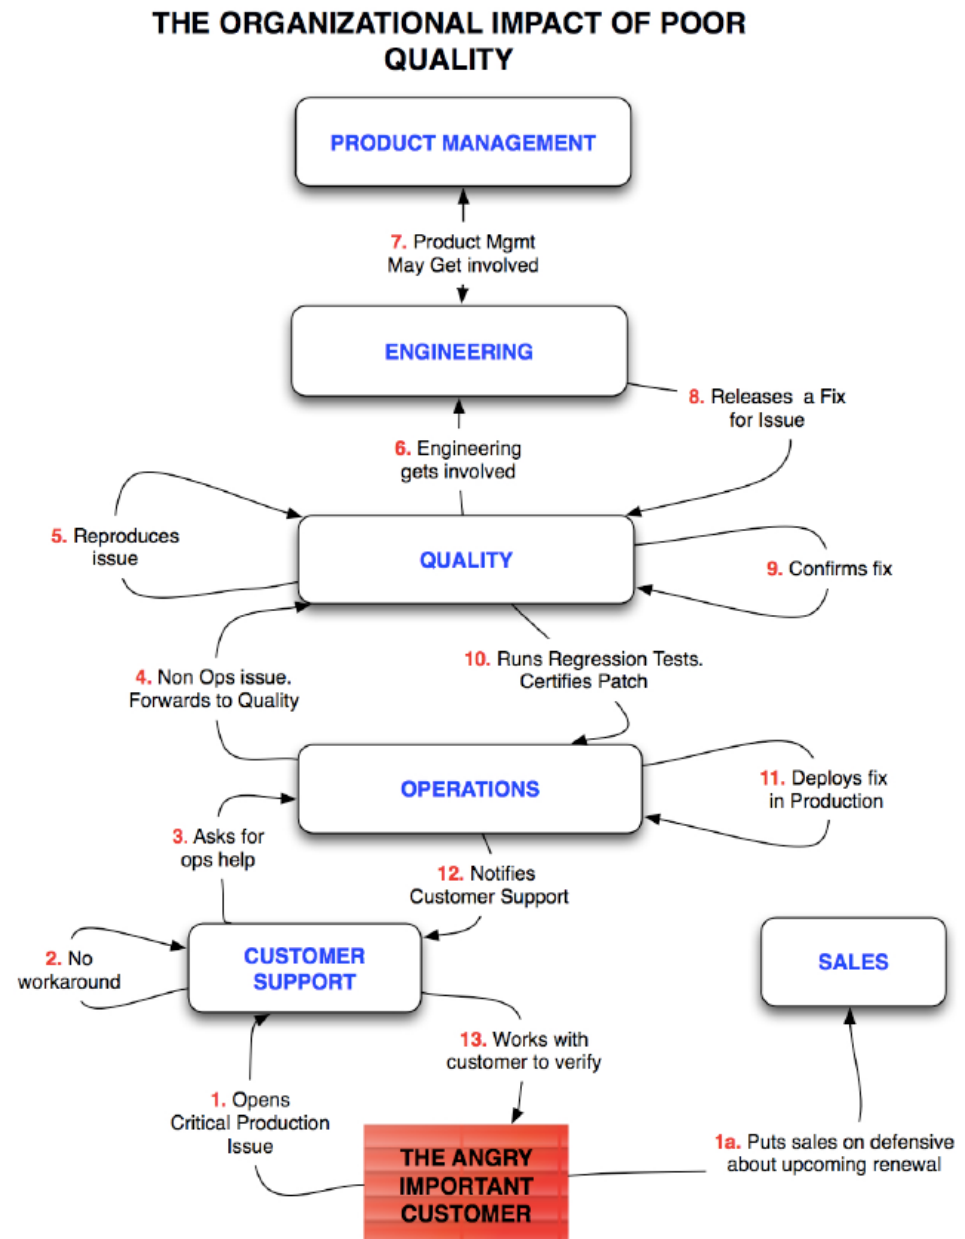 THE ORGANIZATIONAL IMPACT OF POOR
QUALITY
PRODUCT MANAGEMENT
7. Product Mgmt
May Get involved
ENGINEERING
8. Releases a Fix
for Issue
6. Engineering
gets involved
5. Reproduces
issue
QUALITY
9. Confirms fix
4. Non Ops issue.
Forwards to Quality
10. Runs Regression Tests.
Certifies Patch
OPERATIONS
11. Deploys fix
in Production
3. Asks for
ops help
12. Notifies
Customer Support
2. No
workaround
CUSTOMER
SUPPORT
SALES
13. Works with
customer to verify
1. Opens
Critical Production
Issue
THE ANGRY
IMPORTANT
CUSTOMER
1a. Puts sales on defensive
about upcoming renewal